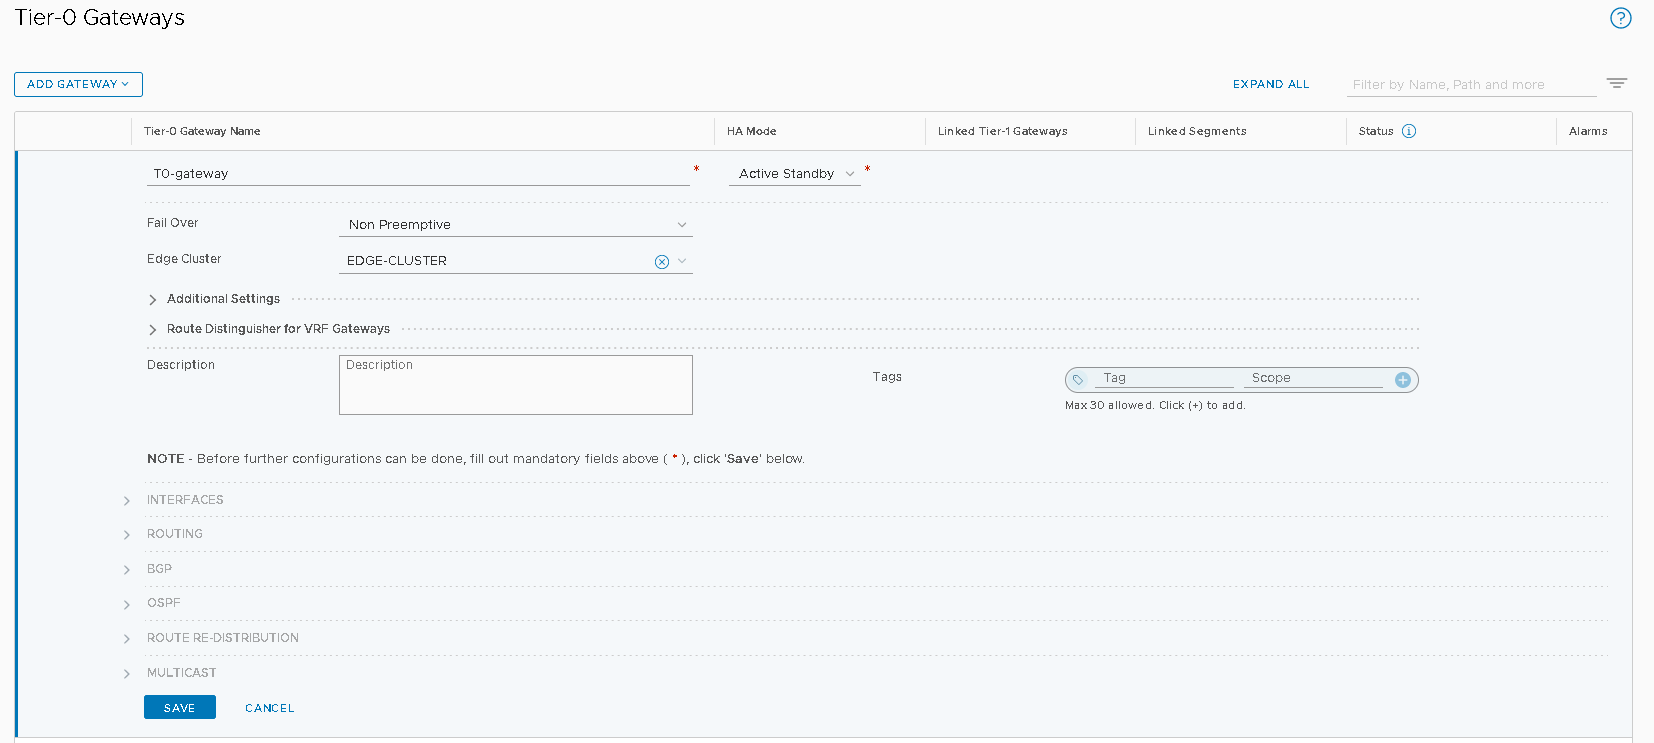 Tier-0 Gateways
?
ADD GATEWAY
EXPAND ALL
Filter by Name, Path and more
Tier-0 Gateway Name
HA Mode
Linked Tier-1 Gateways
Linked Segments
Status
Alarms
T0-gateway *
Active Standby *
Fail Over
Non Preemptive
Edge Cluster
EDGE-CLUSTER
Additional Settings
Route Distinguisher for VRF Gateways
Description
Description
Tags
Tag
Scope
Max 30 allowed. Click (+) to add.
NOTE - Before further configurations can be done, fill out mandatory fields above ( * ), click 'Save' below.
INTERFACES
ROUTING
BGP
OSPF
ROUTE RE-DISTRIBUTION
MULTICAST
SAVE
CANCEL